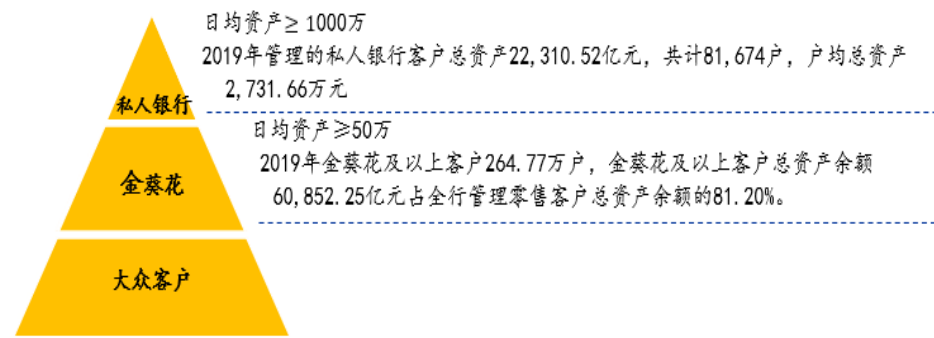 日均资产≥ 1000万
2019年管理的私人银行客户总资产22,310.52亿元，共计81,674户，户均总资产
2,731.66万元
私人银行
日均资产≥50万
2019年金葵花及以上客户264.77万户，金葵花及以上客户总资产余额
金葵花
60,852.25亿元占全行管理零售客户总资产余额的81.20%。
大众客户